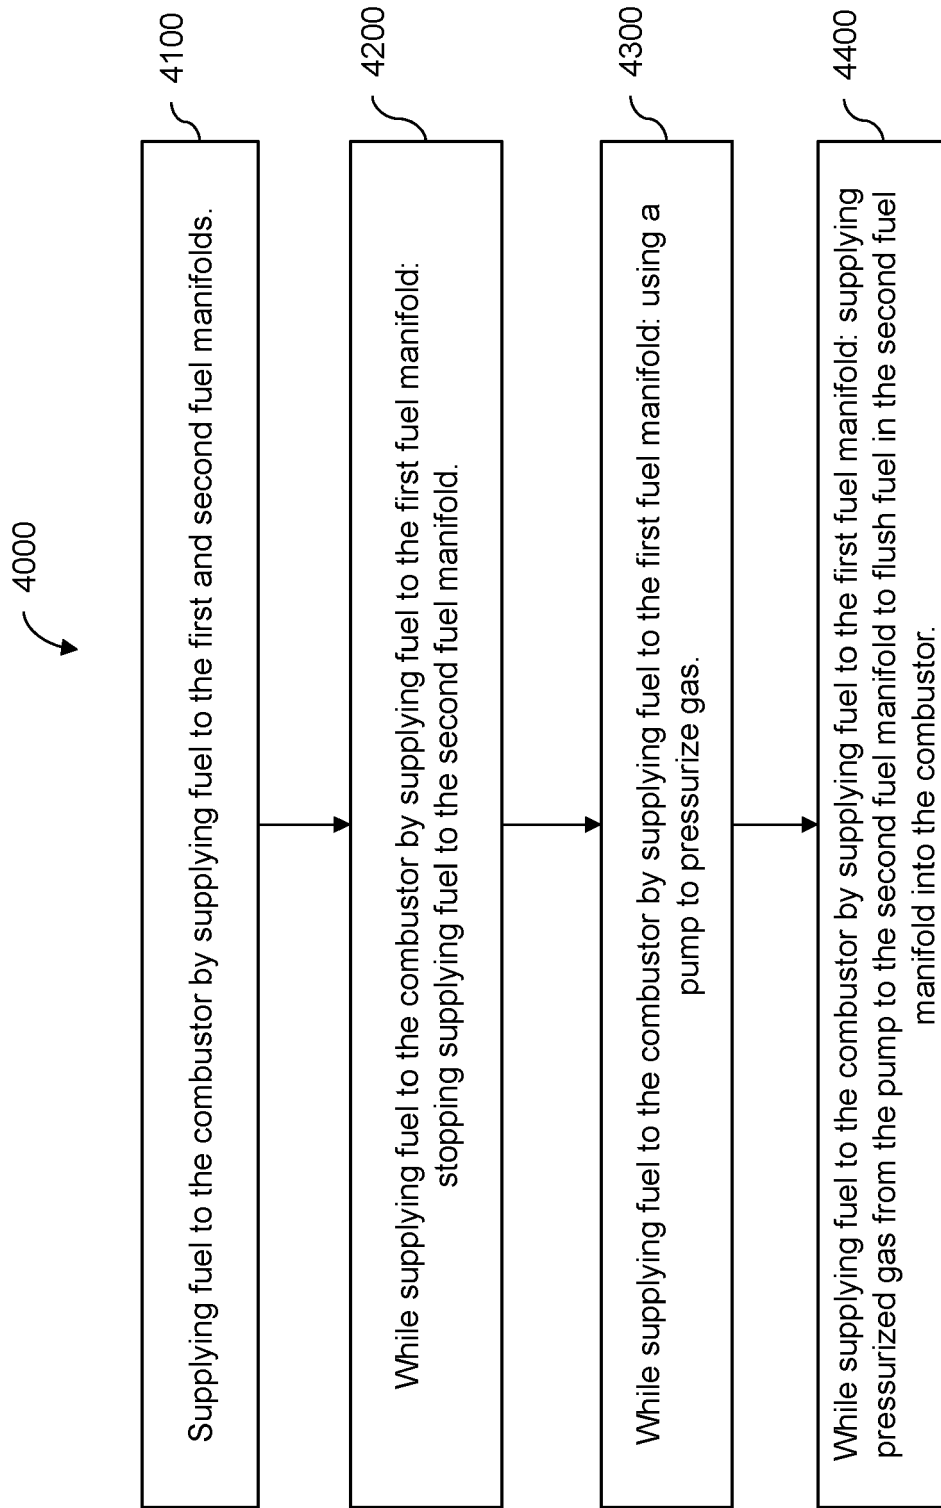 4000
Supplying fuel to the combustor by supplying fuel to the first and second fuel manifolds.
4100
While supplying fuel to the combustor by supplying fuel to the first fuel manifold:
stopping supplying fuel to the second fuel manifold.
4200
While supplying fuel to the combustor by supplying fuel to the first fuel manifold: using a
pump to pressurize gas.
4300
While supplying fuel to the combustor by supplying fuel to the first fuel manifold: supplying
pressurized gas from the pump to the second fuel manifold to flush fuel in the second fuel
manifold into the combustor.
4400